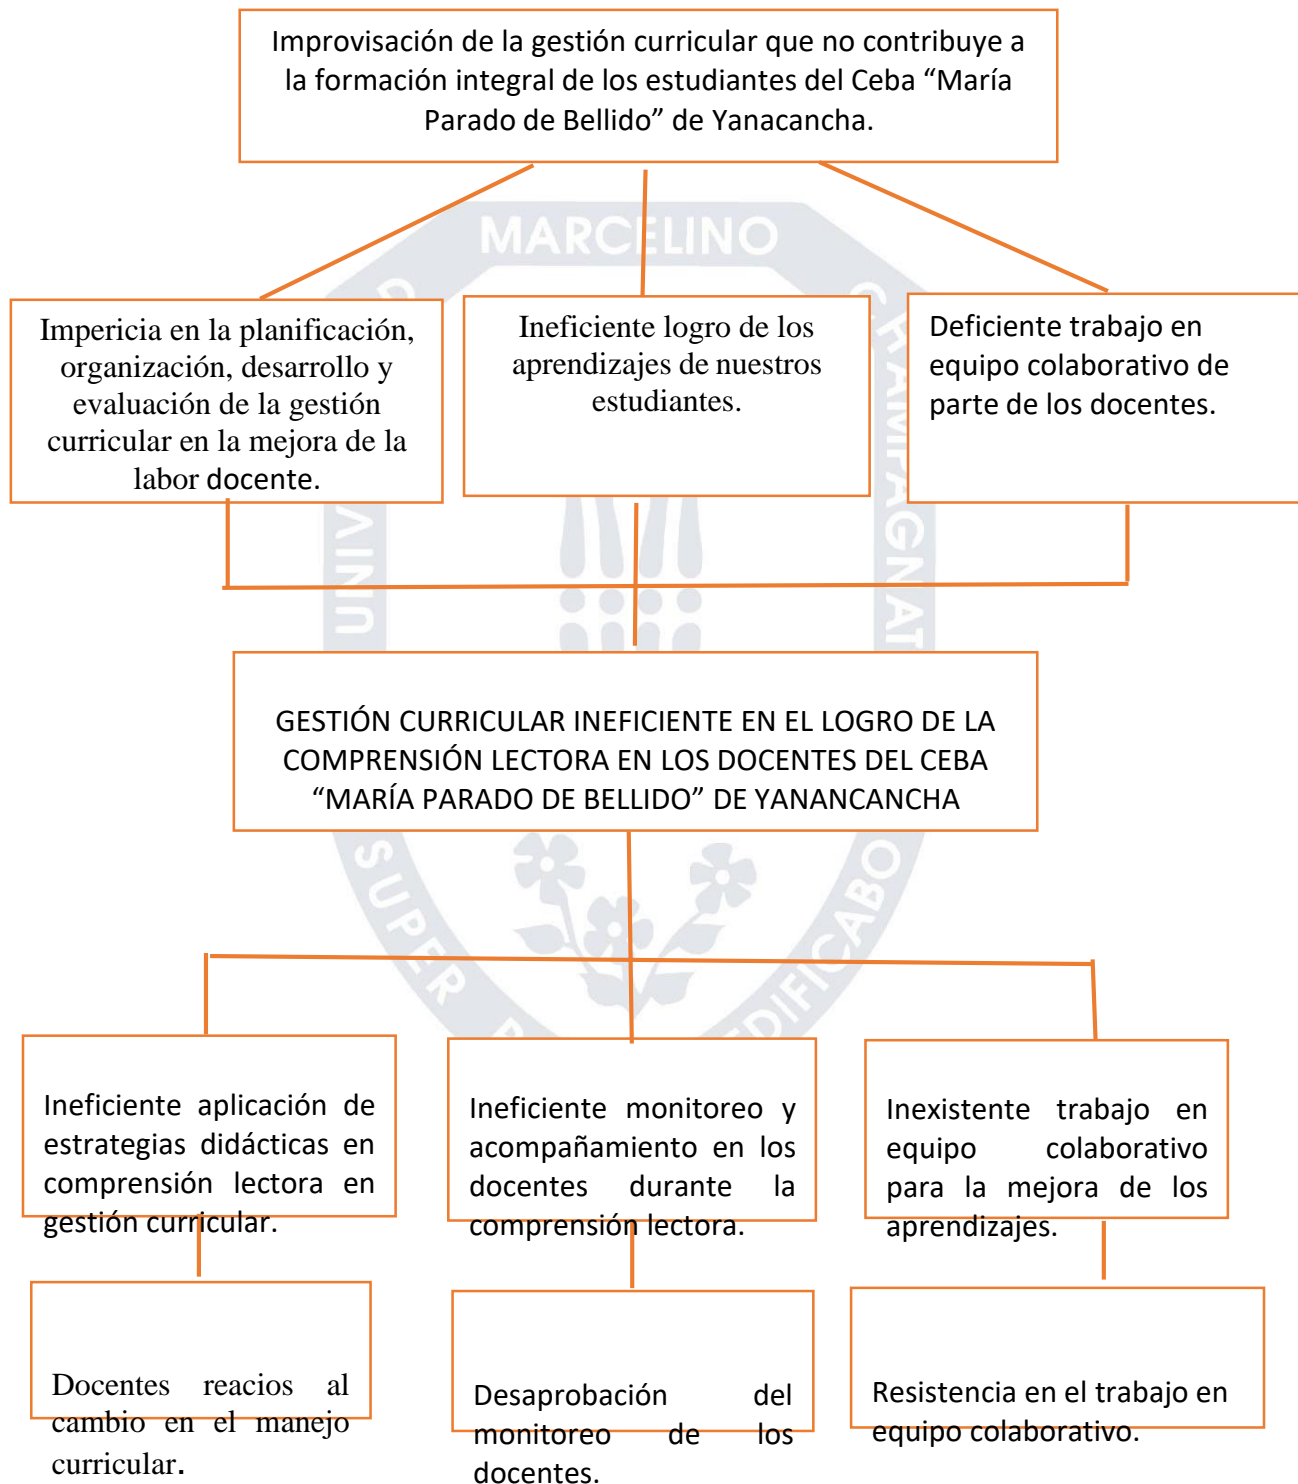 Improvisación de la gestión curricular que no contribuye a
la formación integral de los estudiantes del Ceba “María
Parado de Bellido” de Yanacancha.
MARCELINO
CHAMPAGNAT
UNIV
D
Impericia en la planificación,
organización, desarrollo y
evaluación de la gestión
curricular en la mejora de la
labor docente.
Ineficiente logro de los
aprendizajes de nuestros
estudiantes.
Deficiente trabajo en
equipo colaborativo de
parte de los docentes.
GESTIÓN CURRICULAR INEFICIENTE EN EL LOGRO DE LA
COMPRENSIÓN LECTORA EN LOS DOCENTES DEL CEBA
“MARÍA PARADO DE BELLIDO” DE YANANCANCHA
SUPER
EDIFICABO
Ineficiente aplicación de
estrategias didácticas en
comprensión lectora en
gestión curricular.
Ineficiente monitoreo y
acompañamiento en los
docentes durante la
comprensión lectora.
Inexistente trabajo en
equipo colaborativo
para la mejora de los
aprendizajes.
Docentes reacios al
cambio en el manejo
curricular.
Desaprobación del
monitoreo de los
docentes.
Resistencia en el trabajo en
equipo colaborativo.